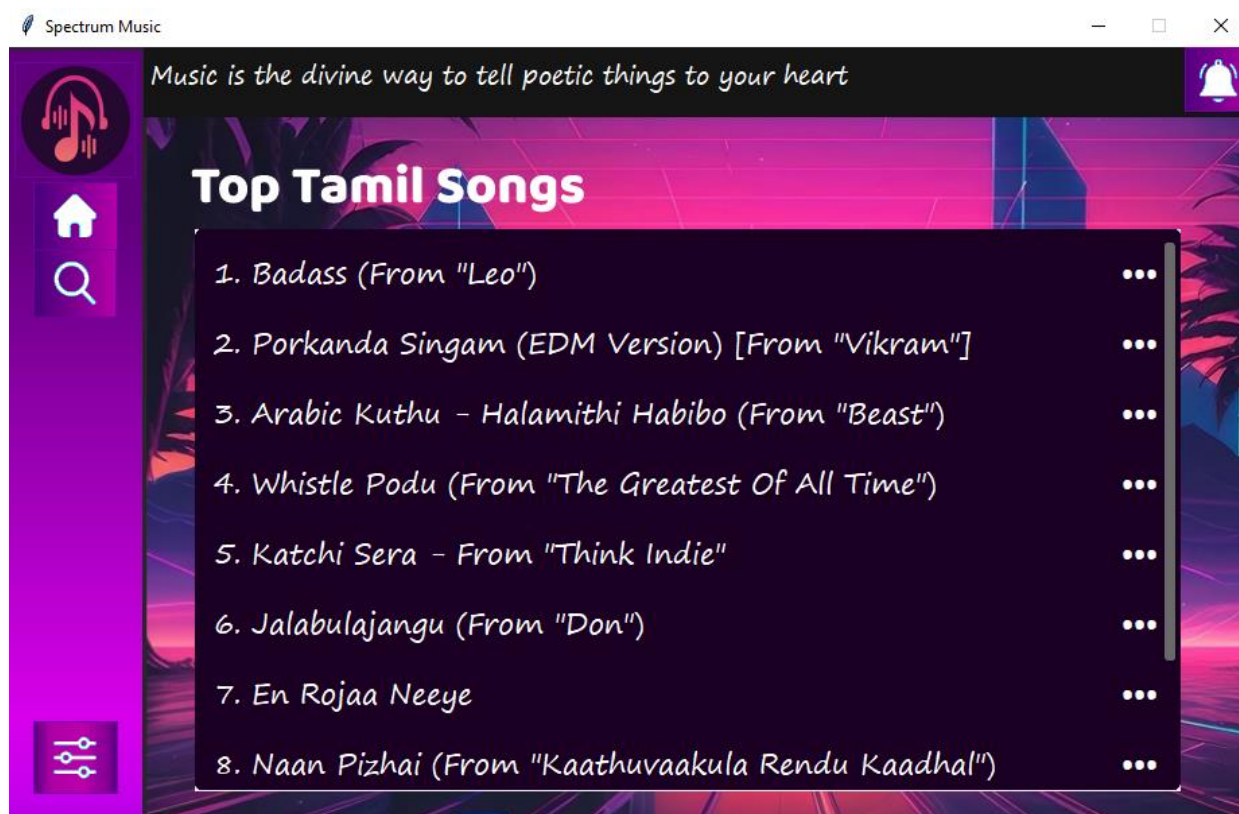 Spectrum Music
Music is the divine way to tell poetic things to your heart
Top Tamil Songs
1. Badass (From "Leo")
2. Porkanda Singam (EDM Version) [From "Vikram"]
3. Arabic Kuthu - Halamithi Habibo (From "Beast")
4. Whistle Podu (From "The Greatest Of All Time")
5. Katchi Sera - From "Think Indie"
6. Jalabulajangu (From "Don")
7. En Rojaa Neeye
8. Naan Pizhai (From "Kaathuvaakula Rendu Kaadhal")